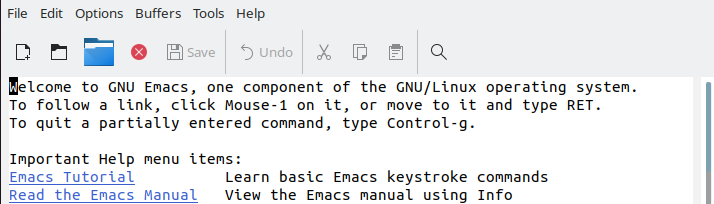 File Edit Options Buffers Tools Help
Save Undo
Welcome to GNU Emacs, one component of the GNU/Linux operating system.
To follow a link, click Mouse-1 on it, or move to it and type RET.
To quit a partially entered command, type Control-g.
Important Help menu items:
Emacs Tutorial Learn basic Emacs keystroke commands
Read the Emacs Manual View the Emacs manual using Info